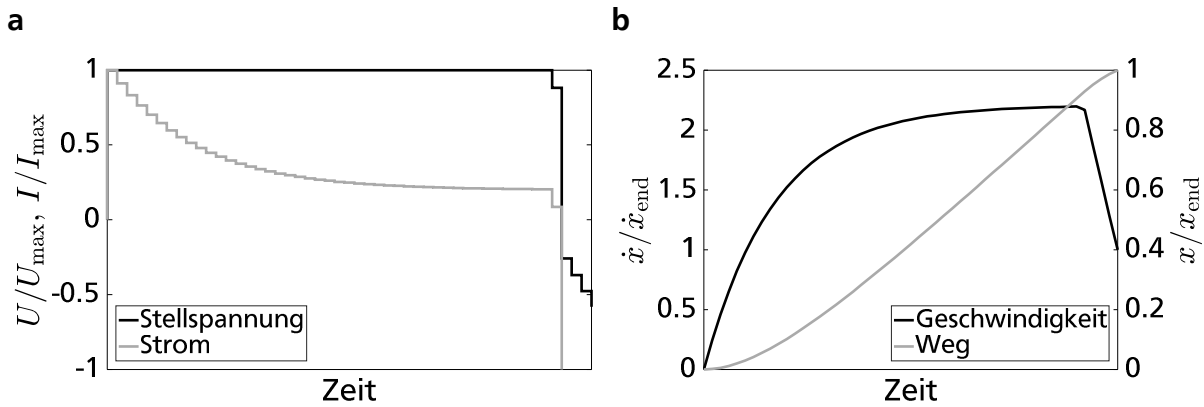 a
U/U_max, I/I_max
1
0.5
0
-0.5
-1
Stellspannung
Strom
Zeit
b
ẋ/ẋ_end
2.5
2
1.5
1
0.5
0
Geschwindigkeit
Weg
Zeit
1
0.8
0.6
0.4
0.2
0
x/x_end